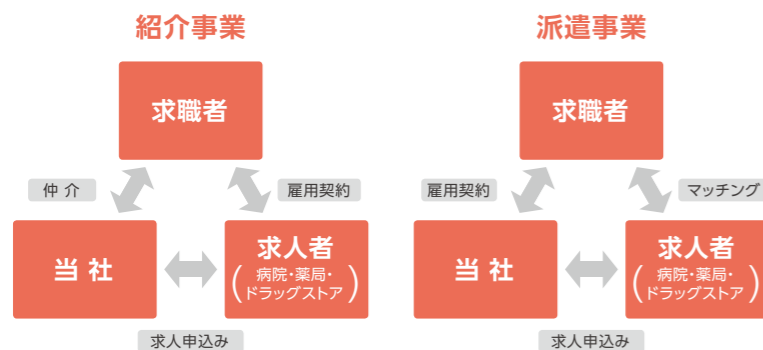 紹介事業
求職者
仲 介
雇用契約
当 社
求人者
(病院・薬局・
ドラッグストア)
求人申込み
派遣事業
求職者
雇用契約
マッチング
当 社
求人者
(病院・薬局・
ドラッグストア)
求人申込み